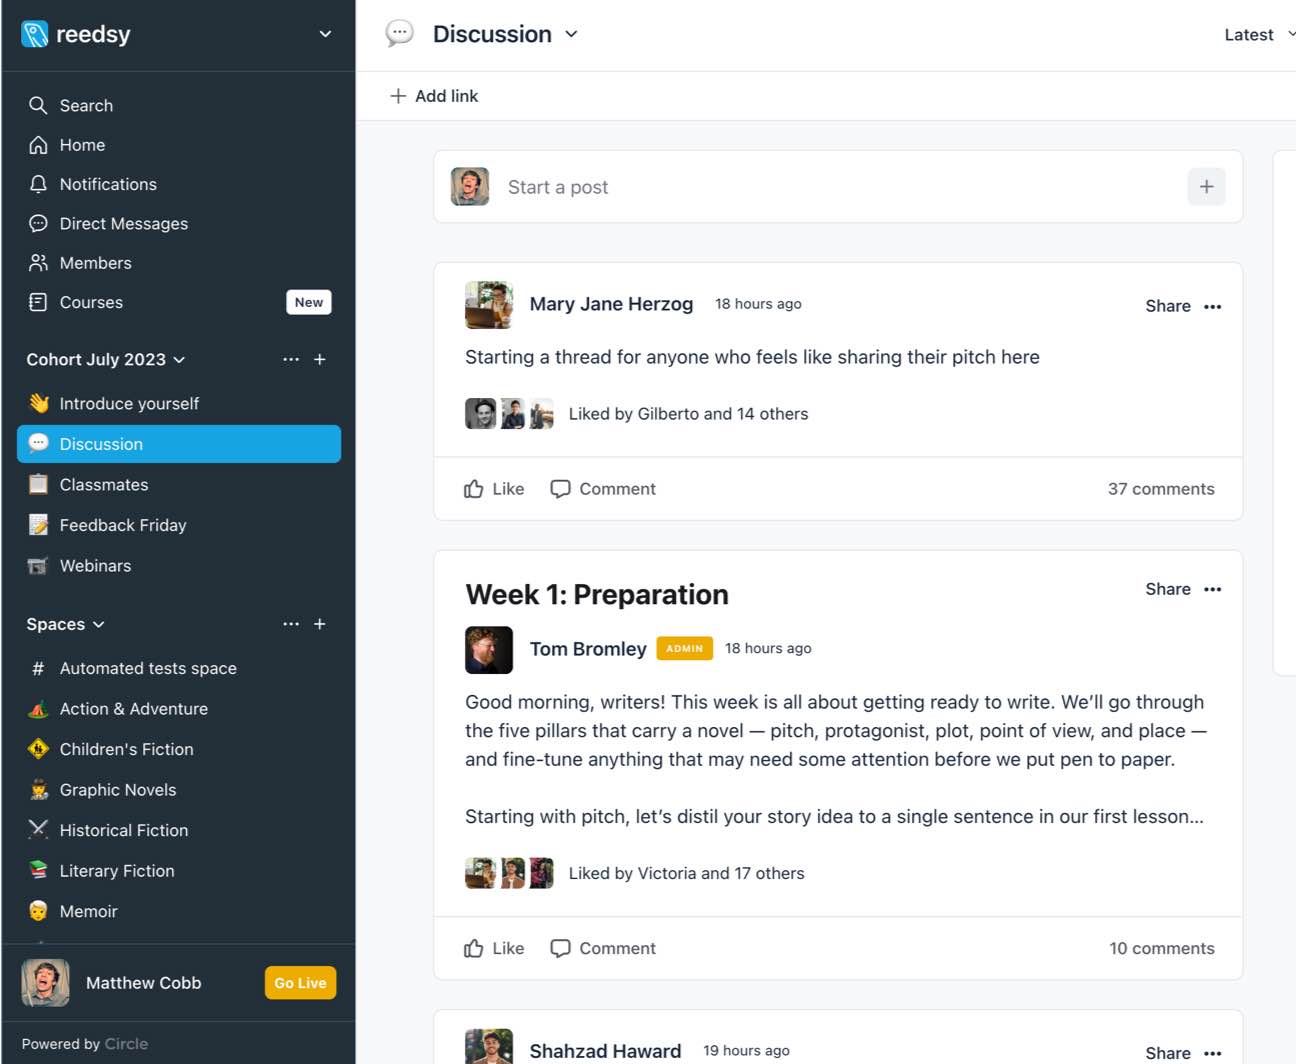 reedsy
Search
Home
Notifications
Direct Messages
Members
Courses New
Cohort July 2023
Introduce yourself
Discussion
Classmates
Feedback Friday
Webinars
Spaces
# Automated tests space
Action & Adventure
Children's Fiction
Graphic Novels
Historical Fiction
Literary Fiction
Memoir
Matthew Cobb Go Live
Powered by Circle
Discussion
Latest
+ Add link
Start a post
Mary Jane Herzog 18 hours ago
Share
Starting a thread for anyone who feels like sharing their pitch here
Liked by Gilberto and 14 others
Like Comment 37 comments
Week 1: Preparation
Share
Tom Bromley ADMIN 18 hours ago
Good morning, writers! This week is all about getting ready to write. We’ll go through
the five pillars that carry a novel — pitch, protagonist, plot, point of view, and place —
and fine-tune anything that may need some attention before we put pen to paper.
Starting with pitch, let’s distil your story idea to a single sentence in our first lesson...
Liked by Victoria and 17 others
Like Comment 10 comments
Shahzad Haward 19 hours ago
Share